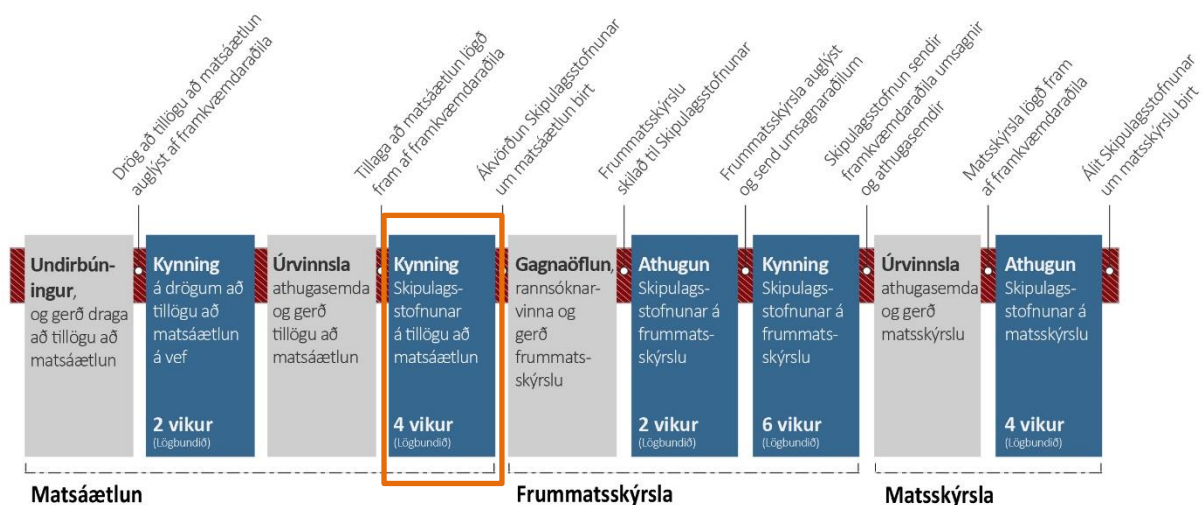 Drög að tillögu að matsáætlun
auglýst af framkvæmdaraðila
Tillaga að matsáætlun lögð
fram af framkvæmdaraðila
Ákvörðun Skipulagsstofnunar
um matsáætlun birt
Frummatsskýrslu
skilað til Skipulagsstofnunar
Frummatsskýrsla auglýst
og send umsagnaraðilum
Skipulagsstofnun sendir
framkvæmdaraðila umsagnir
og athugasemdir
Matsskýrsla lögð fram
af framkvæmdaraðila
Álit Skipulagsstofnunar
um matsskýrslu birt
Undirbún-
ingur,
og gerð draga
að tillögu að
matsáætlun
Kynning
á drögum að
tillögu að
matsáætlun
á vef
2 vikur
(Lögbundið)
Úrvinnsla
athugasemda
og gerð
tillögu að
matsáætlun
Kynning
Skipulags-
stofnunar
á tillögu að
matsáætlun
4 vikur
(Lögbundið)
Gagnaöflun,
rannsóknar-
vinna og
gerð
frummats-
skýrslu
Athugun
Skipulags-
stofnunar á
frummats-
skýrslu
2 vikur
(Lögbundið)
Kynning
Skipulags-
stofnunar á
frummats-
skýrslu
6 vikur
(Lögbundið)
Úrvinnsla
athugasemda
og gerð
matsskýrslu
Athugun
Skipulags-
stofnunar á
matsskýrslu
4 vikur
(Lögbundið)
Matsáætlun
Frummatsskýrsla
Matsskýrsla